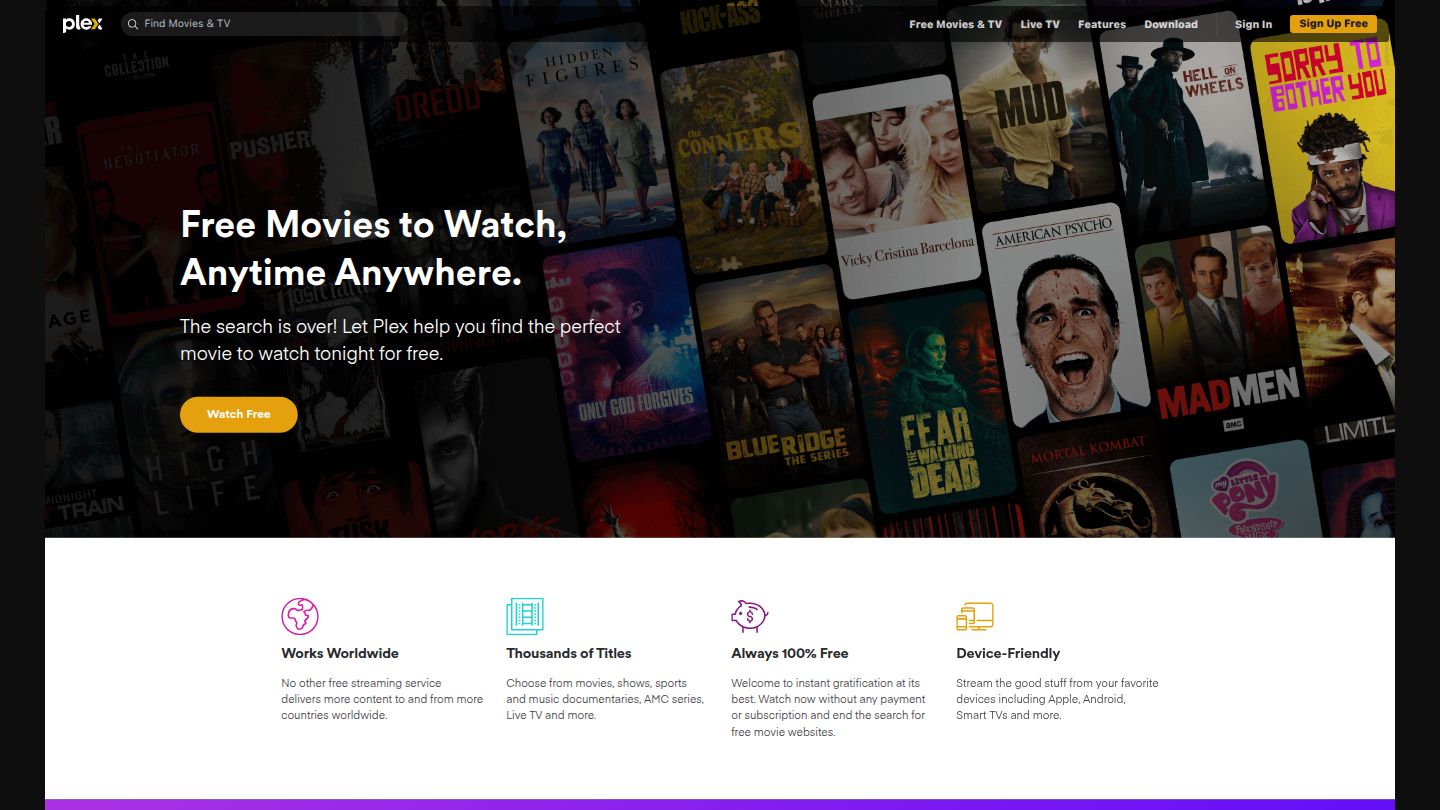 plex
Find Movies & TV
Free Movies & TV
Live TV
Features
Download
Sign In
Sign Up Free
KICK-ASS
MARY
SHELLEY
THE
COLLECTION
HIDDEN
FIGURES
DREDD
THE
NEGOTIATOR
PUSHER
the
CONNERS
MUD
HELL ON
WHEELS
SORRY TO
BOTHER YOU
Vicky Cristina Barcelona
AMERICAN PSYCHO
Free Movies to Watch,
Anytime Anywhere.
The search is over! Let Plex help you find the perfect
movie to watch tonight for free.
Watch Free
ONLY GOD FORGIVES
BLUE RIDGE
THE SERIES
FEAR
THE WALKING
DEAD
MAD MEN
amc
LIMITL
MORTAL KOMBAT
my LiTTLE
PONY
FRIENDSHIP
HIGH
LIFE
MIDNIGHT
TRAIN
TUSK
Works Worldwide
No other free streaming service
delivers more content to and from more
countries worldwide.
Thousands of Titles
Choose from movies, shows, sports
and music documentaries, AMC series,
Live TV and more.
Always 100% Free
Welcome to instant gratification at its
best. Watch now without any payment
or subscription and end the search for
free movie websites.
Device-Friendly
Stream the good stuff from your favorite
devices including Apple, Android,
Smart TVs and more.